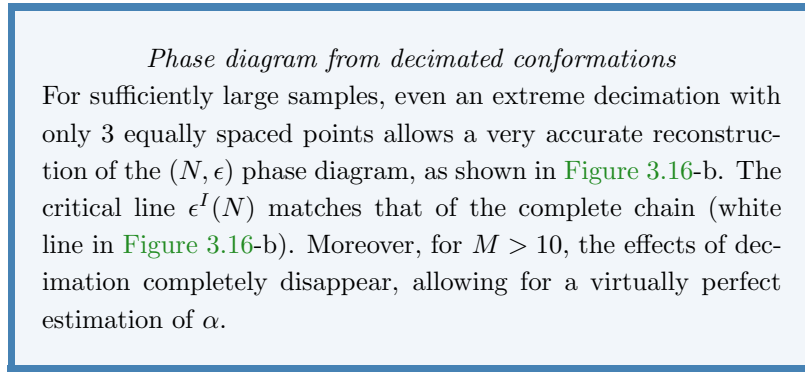 Phase diagram from decimated conformations
For sufficiently large samples, even an extreme decimation with
only 3 equally spaced points allows a very accurate reconstruc-
tion of the (N, ϵ) phase diagram, as shown in Figure 3.16-b. The
critical line ϵ^I(N) matches that of the complete chain (white
line in Figure 3.16-b). Moreover, for M > 10, the effects of dec-
imation completely disappear, allowing for a virtually perfect
estimation of α.